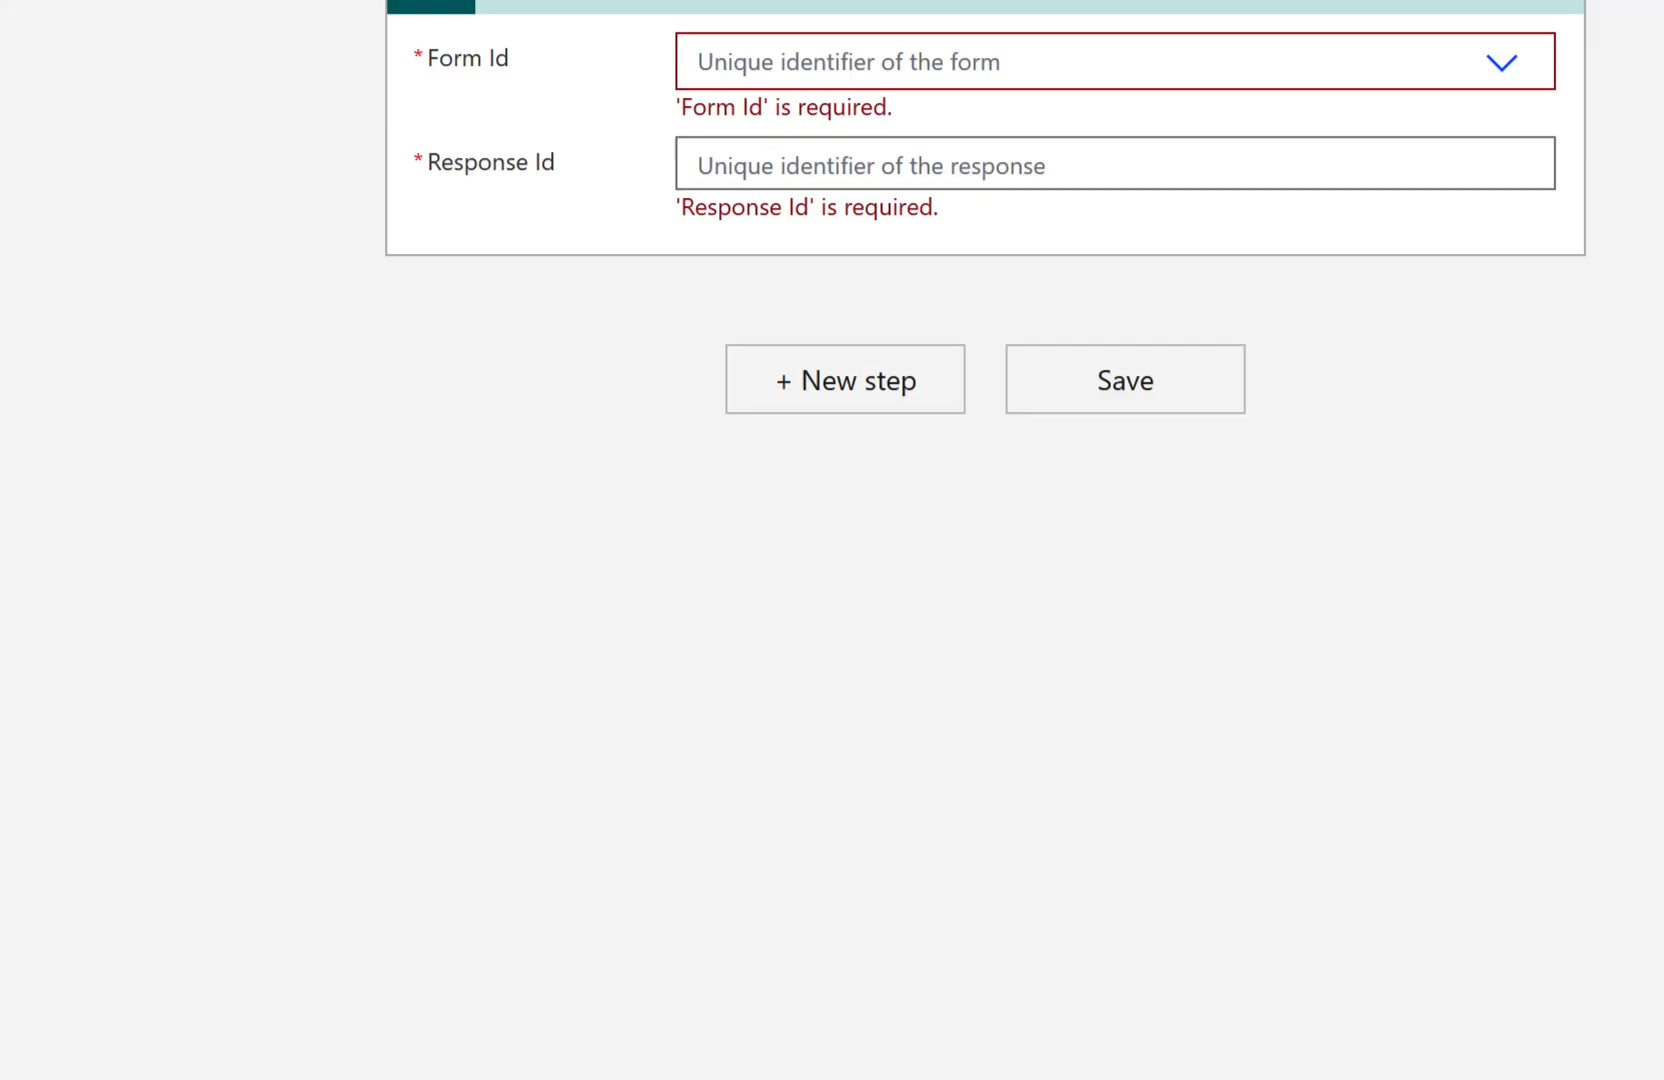 * Form Id
Unique identifier of the form
'Form Id' is required.
* Response Id
Unique identifier of the response
'Response Id' is required.
+ New step
Save